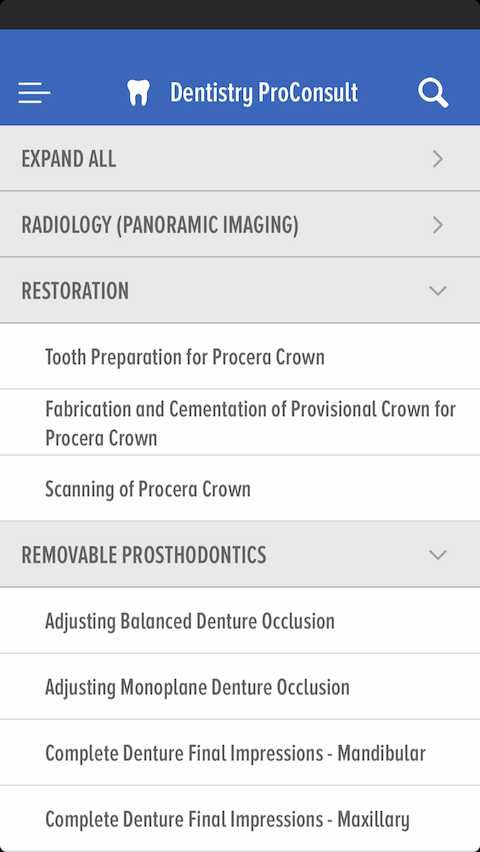 Dentistry ProConsult
EXPAND ALL
RADIOLOGY (PANORAMIC IMAGING)
RESTORATION
Tooth Preparation for Procera Crown
Fabrication and Cementation of Provisional Crown for
Procera Crown
Scanning of Procera Crown
REMOVABLE PROSTHODONTICS
Adjusting Balanced Denture Occlusion
Adjusting Monoplane Denture Occlusion
Complete Denture Final Impressions - Mandibular
Complete Denture Final Impressions - Maxillary